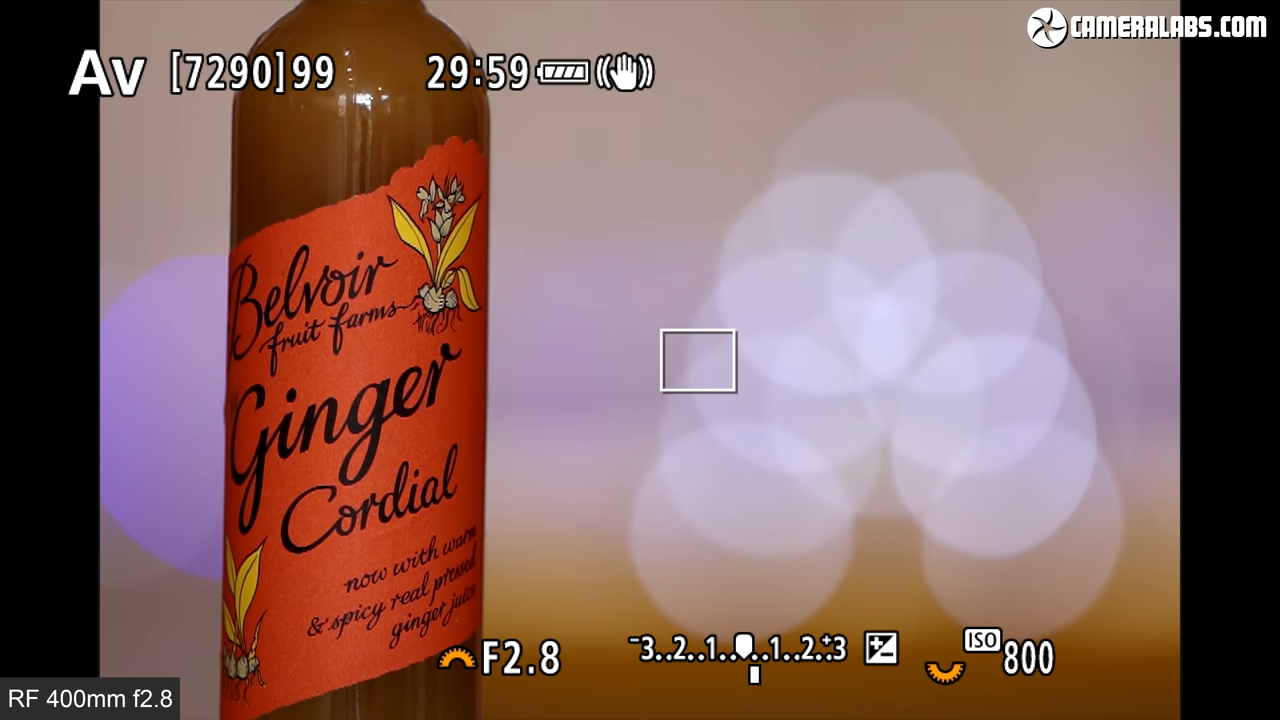 CAMERALABS.COM
Av [7290]99 29:59
Belvoir
fruit farms
Ginger
Cordial
now with warm
& spicy real pressed
ginger juice
F2.8 -3..2..1..0..1..2..+3 ISO 800
RF 400mm f2.8